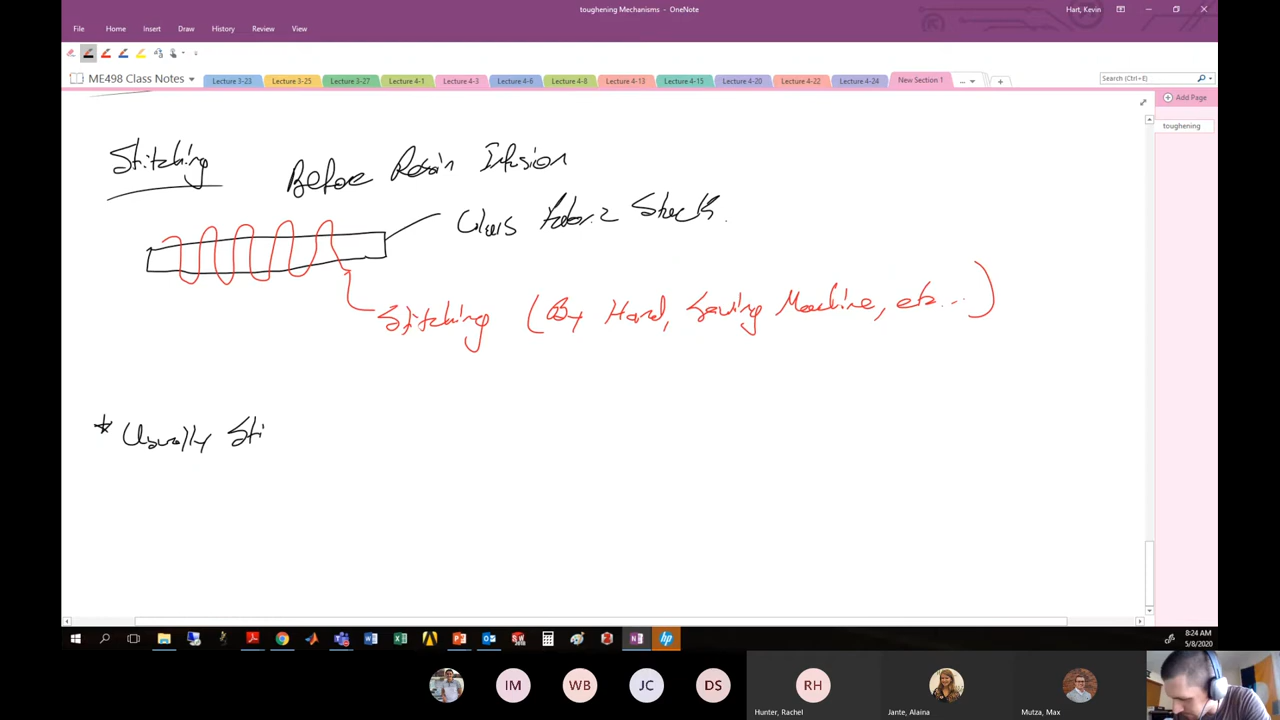 toughening Mechanisms - OneNote
Hart, Kevin
File Home Insert Draw History Review View
ME498 Class Notes
Lecture 3-23 Lecture 3-25 Lecture 3-27 Lecture 4-1 Lecture 4-3 Lecture 4-6 Lecture 4-8 Lecture 4-13 Lecture 4-15 Lecture 4-20 Lecture 4-22 Lecture 4-24 New Section 1 ...
Search (Ctrl+E)
Add Page
toughening
Stitching Before Resin Infusion
Glass Fabric Stack
Stitching (By Hand, Sewing Machine, etc...)
* Usually Sti
8:24 AM
5/8/2020
IM WB JC DS RH
Hunter, Rachel Jante, Alaina Mutza, Max